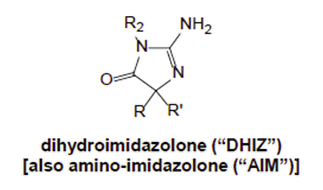 R2
N
NH2
O
N
R R'
dihydroimidazolone (“DHIZ”)
[also amino-imidazolone (“AIM”)]